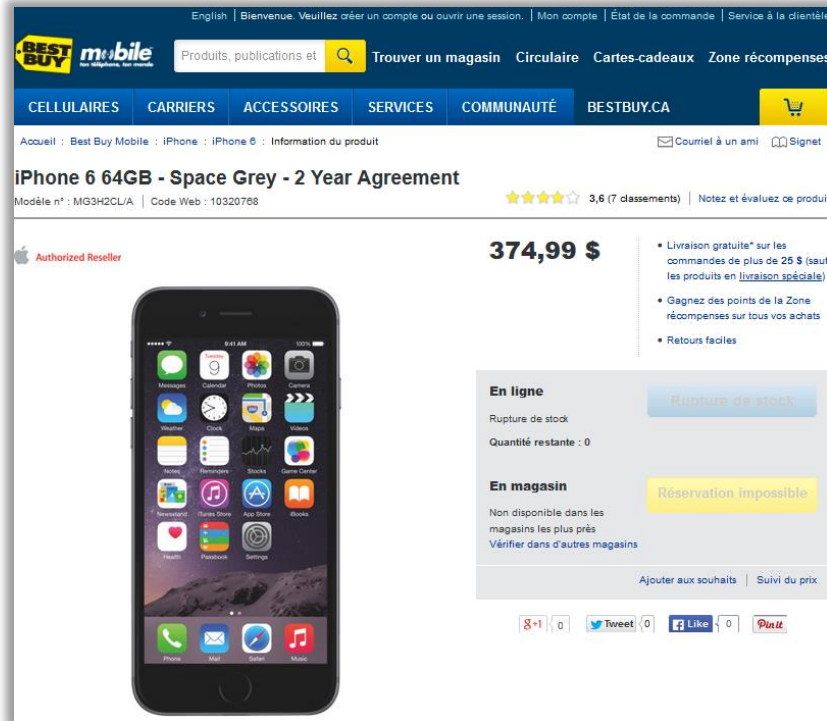 English | Bienvenue. Veuillez créer un compte ou ouvrir une session. | Mon compte | État de la commande | Service à la clientèle
BEST BUY mobile
ton téléphone, ton monde
Produits, publications et
Trouver un magasin Circulaire Cartes-cadeaux Zone récompenses
CELLULAIRES CARRIERS ACCESSOIRES SERVICES COMMUNAUTÉ BESTBUY.CA
Accueil : Best Buy Mobile : iPhone : iPhone 6 : Information du produit
Courriel à un ami Signet
iPhone 6 64GB - Space Grey - 2 Year Agreement
Modèle n° : MG3H2CL/A | Code Web : 10320768
3,6 (7 classements) | Notez et évaluez ce produi
Authorized Reseller
374,99 $
• Livraison gratuite* sur les
commandes de plus de 25 $ (sauf
les produits en livraison spéciale)
• Gagnez des points de la Zone
récompenses sur tous vos achats
• Retours faciles
9:41 AM 100%
Tuesday
9
Messages Calendar Photos Camera
Weather Clock Maps Videos
Notes Reminders Stocks Game Center
Newsstand iTunes Store App Store iBooks
Health Passbook Settings
Phone Mail Safari Music
En ligne
Rupture de stock
Rupture de stock
Quantité restante : 0
En magasin
Réservation impossible
Non disponible dans les
magasins les plus près
Vérifier dans d'autres magasins
Ajouter aux souhaits | Suivi du prix
g+1 0 Tweet 0 Like 0 Pin it